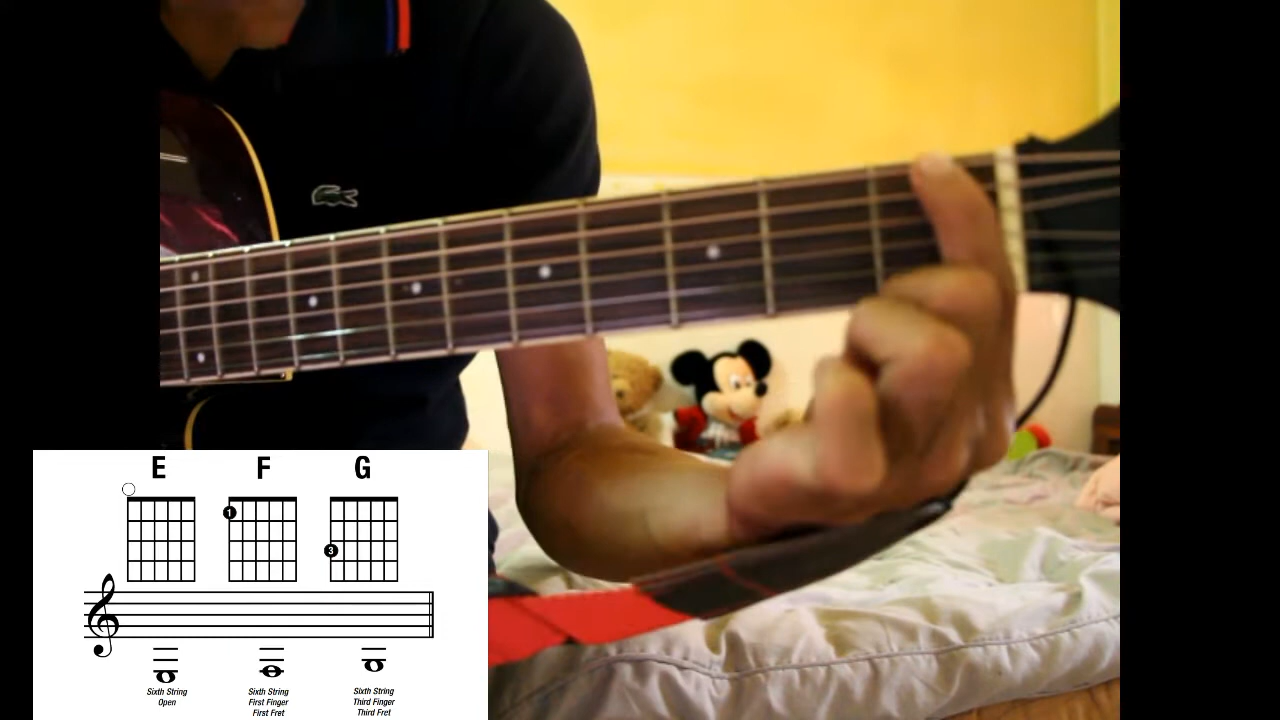 E F G
1
3
Sixth String Sixth String Sixth String
Open First Finger Third Finger
First Fret Third Fret